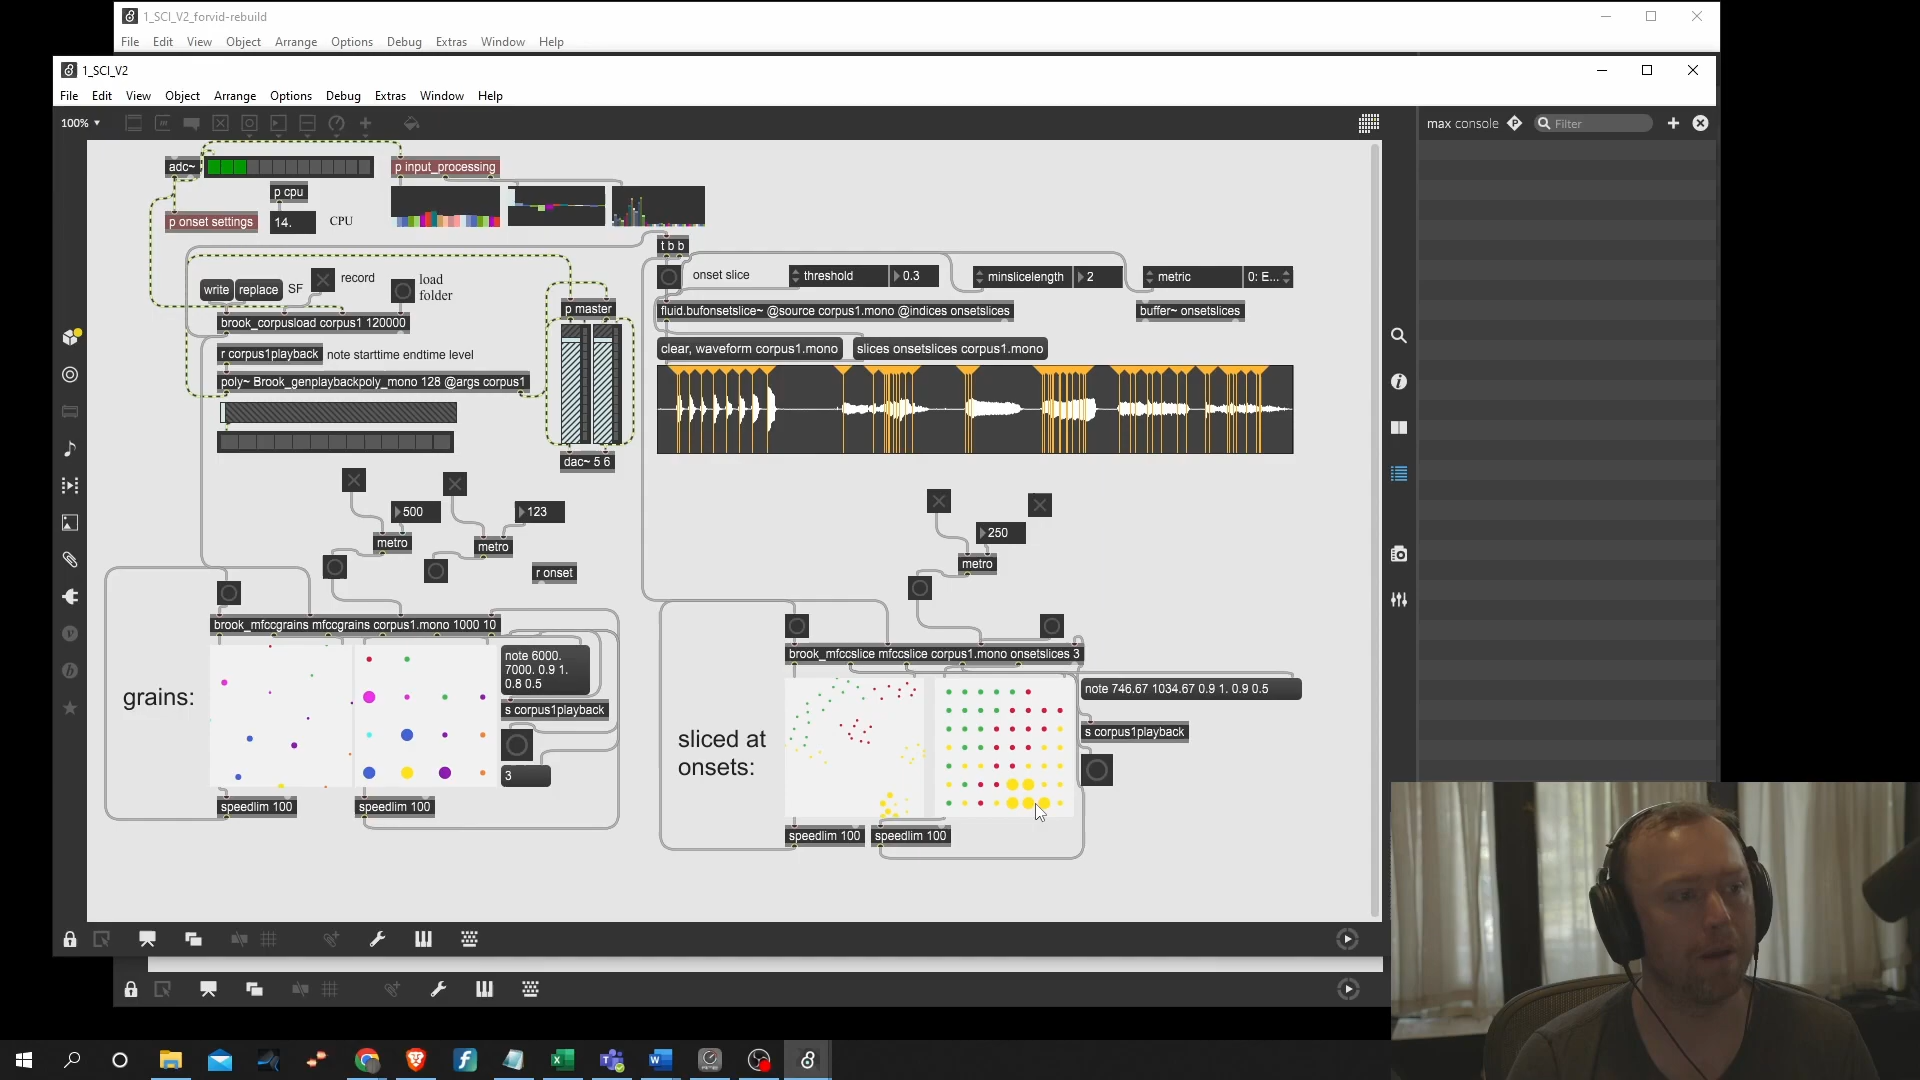 1_SCI_V2_forvid-rebuild
File Edit View Object Arrange Options Debug Extras Window Help
1_SCI_V2
File Edit View Object Arrange Options Debug Extras Window Help
100%
max console
Filter
adc~
p input_processing
p cpu
p onset settings
14.
CPU
t b b
onset slice
threshold
0.3
minslicelength
2
metric
0: E...
write
replace
SF
record
load
folder
p master
fluid.bufonsetslice~ @source corpus1.mono @indices onsetslices
buffer~ onsetslices
brook_corpusload corpus1 120000
clear, waveform corpus1.mono
slices onsetslices corpus1.mono
r corpus1playback
note starttime endtime level
poly~ Brook_genplaybackpoly_mono 128 @args corpus1
dac~ 5 6
500
123
metro
metro
r onset
250
metro
brook_mfccgrains mfccgrains corpus1.mono 1000 10
brook_mfccslice mfccslice corpus1.mono onsetslices 3
grains:
note 6000.
7000. 0.9 1.
0.8 0.5
s corpus1playback
3
speedlim 100
speedlim 100
sliced at
onsets:
note 746.67 1034.67 0.9 1. 0.9 0.5
s corpus1playback
speedlim 100
speedlim 100